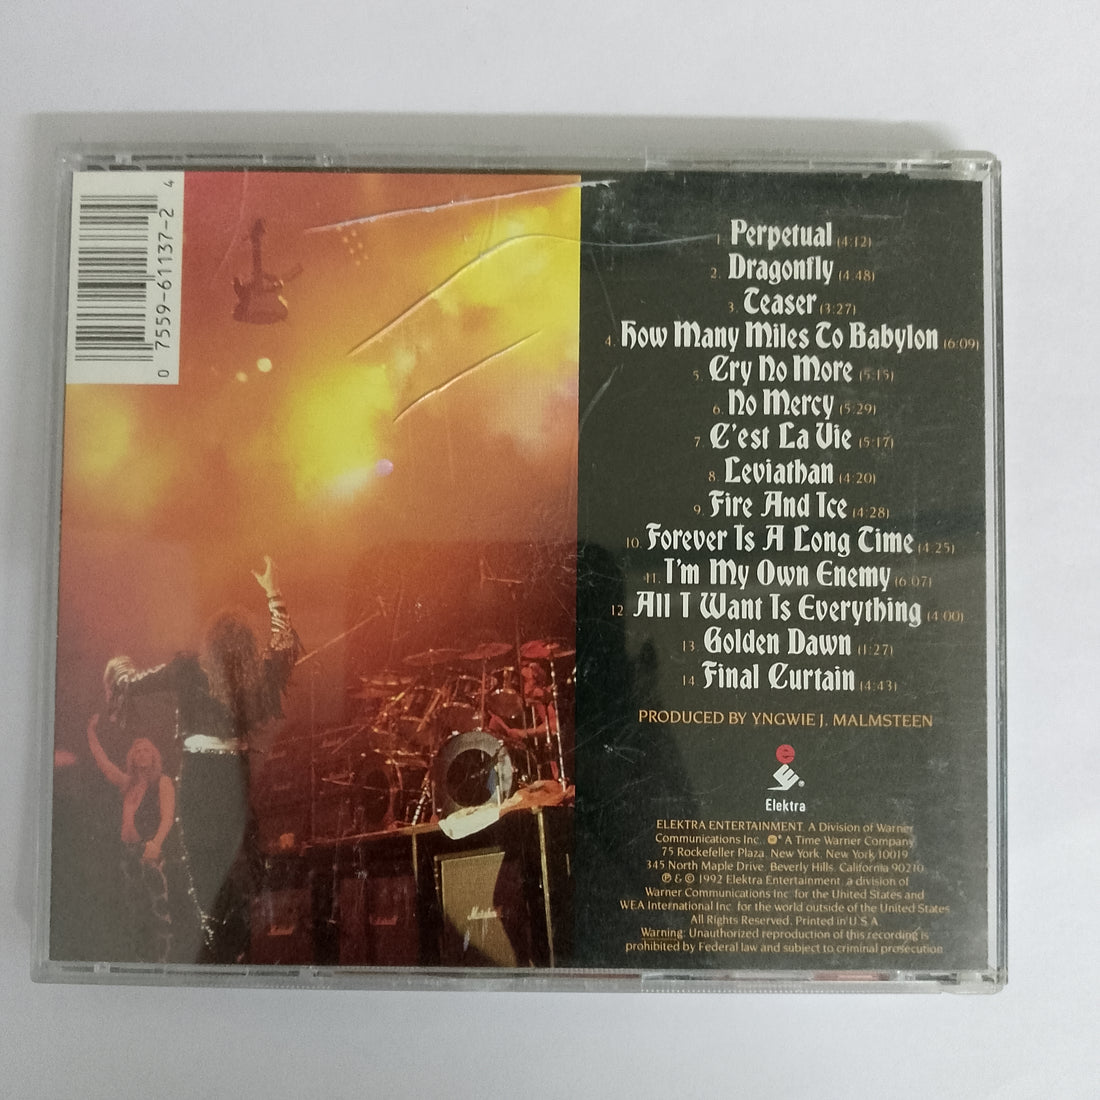 0 7559-61137-2 4
1. Perpetual (4:12)
2. Dragonfly (4:48)
3. Teaser (3:27)
4. How Many Miles To Babylon (6:09)
5. Cry No More (5:15)
6. No Mercy (5:29)
7. C'est La Vie (5:17)
8. Leviathan (4:20)
9. Fire And Ice (4:28)
10. Forever Is A Long Time (4:25)
11. I'm My Own Enemy (6:07)
12. All I Want Is Everything (4:00)
13. Golden Dawn (1:27)
14. Final Curtain (4:43)
PRODUCED BY YNGWIE J. MALMSTEEN
Elektra
ELEKTRA ENTERTAINMENT. A Division of Warner
Communications Inc., ® A Time Warner Company
75 Rockefeller Plaza, New York, New York 10019
345 North Maple Drive, Beverly Hills, California 90210
℗ & © 1992 Elektra Entertainment, a division of
Warner Communications Inc. for the United States and
WEA International Inc. for the world outside of the United States
All Rights Reserved. Printed in U.S.A.
Warning: Unauthorized reproduction of this recording is
prohibited by Federal law and subject to criminal prosecution
Marshall